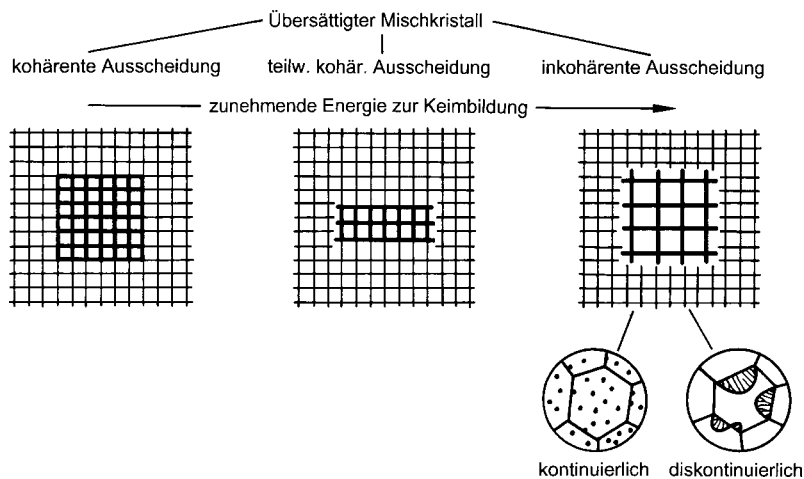 Übersättigter Mischkristall
kohärente Ausscheidung teilw. kohär. Ausscheidung inkohärente Ausscheidung
zunehmende Energie zur Keimbildung
kontinuierlich diskontinuierlich